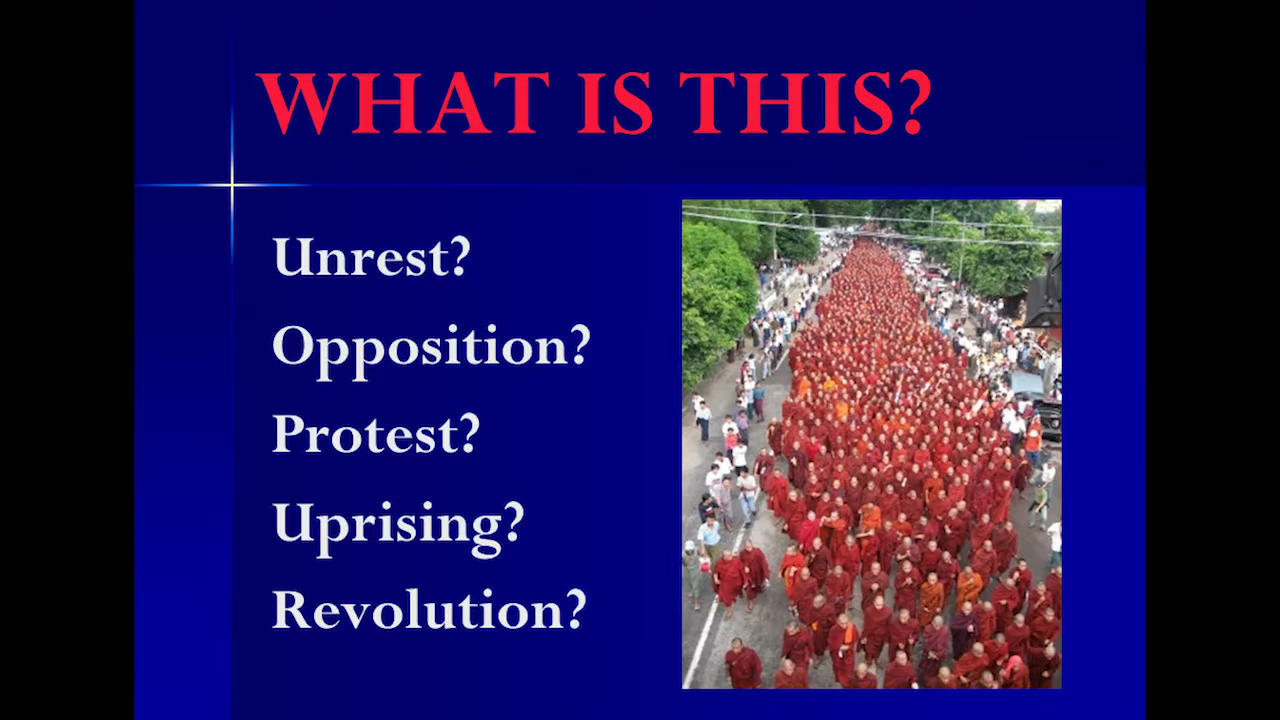 WHAT IS THIS?
Unrest?
Opposition?
Protest?
Uprising?
Revolution?